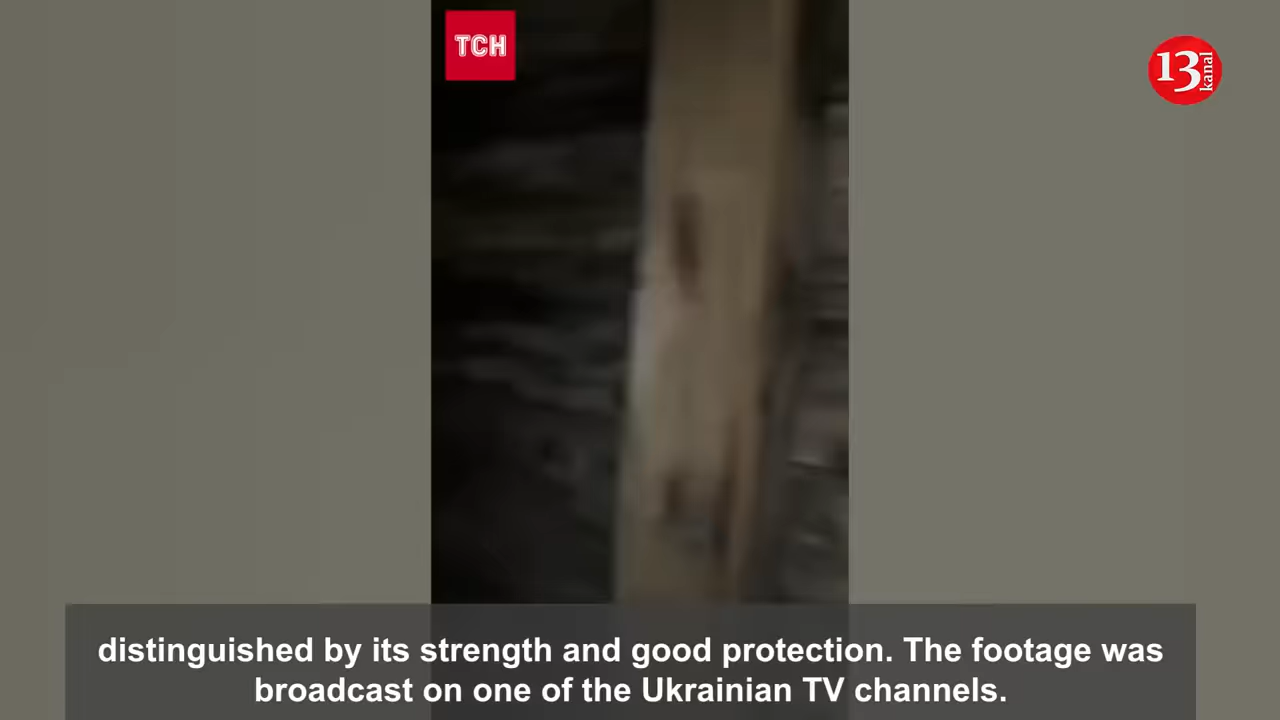 ТСН
13 kanal
distinguished by its strength and good protection. The footage was
broadcast on one of the Ukrainian TV channels.